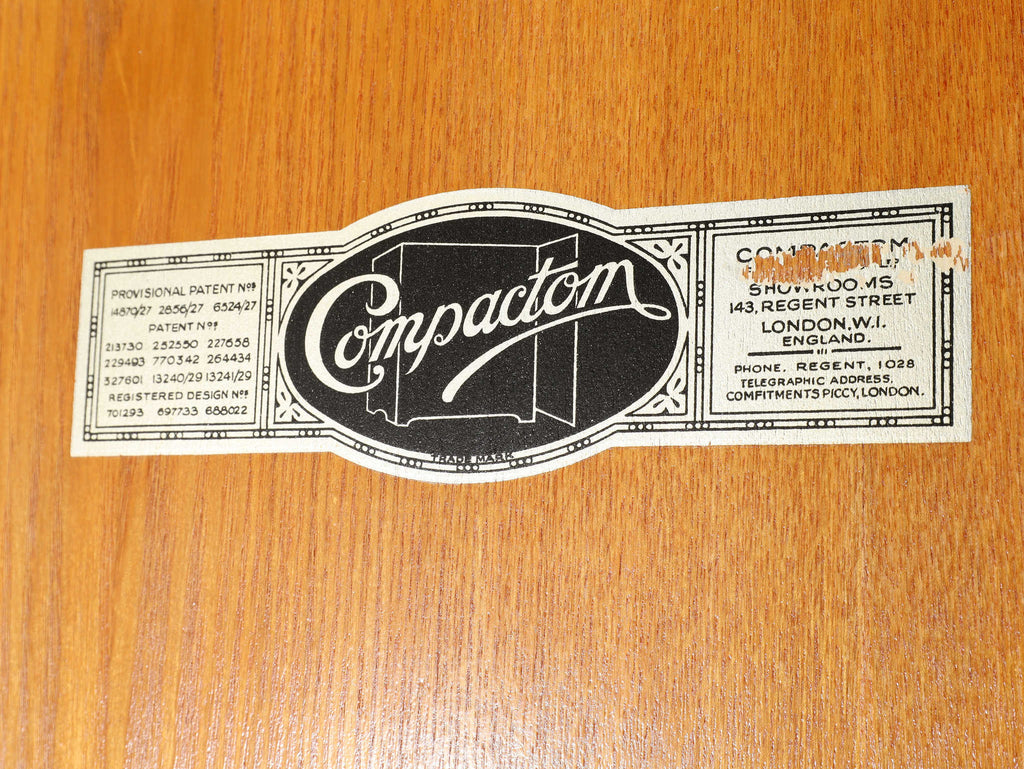 PROVISIONAL PATENT Nos
14870/27 2856/27 6524/27
PATENT Nos
213730 252550 227658
229493 770342 264434
327601 13240/29 13241/29
REGISTERED DESIGN Nos
701293 697733 688022
Compactom
TRADE MARK
COMPACTOM
SHOWROOMS
143, REGENT STREET
LONDON, W.1.
ENGLAND.
PHONE. REGENT, 1028
TELEGRAPHIC ADDRESS.
COMFITMENTS PICCY, LONDON.